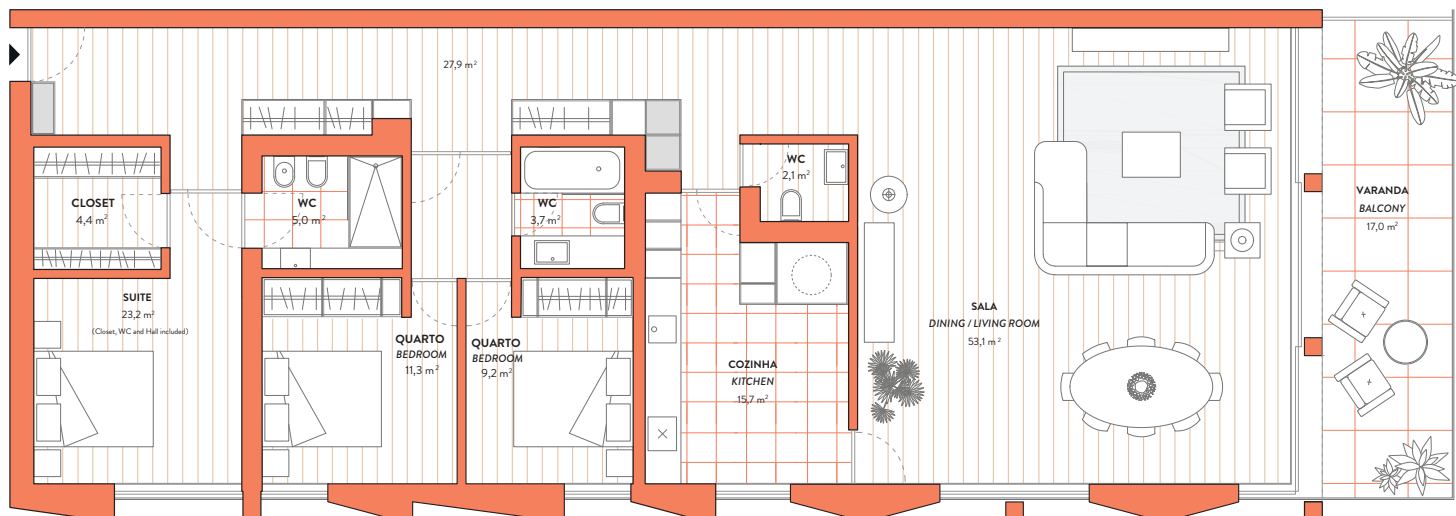 27,9 m²
CLOSET
4,4 m²
WC
5,0 m²
WC
3,7 m²
WC
2,1 m²
VARANDA
BALCONY
17,0 m²
SUITE
23,2 m²
(Closet, WC and Hall included)
QUARTO
BEDROOM
11,3 m²
QUARTO
BEDROOM
9,2 m²
COZINHA
KITCHEN
15,7 m²
SALA
DINING / LIVING ROOM
53,1 m²